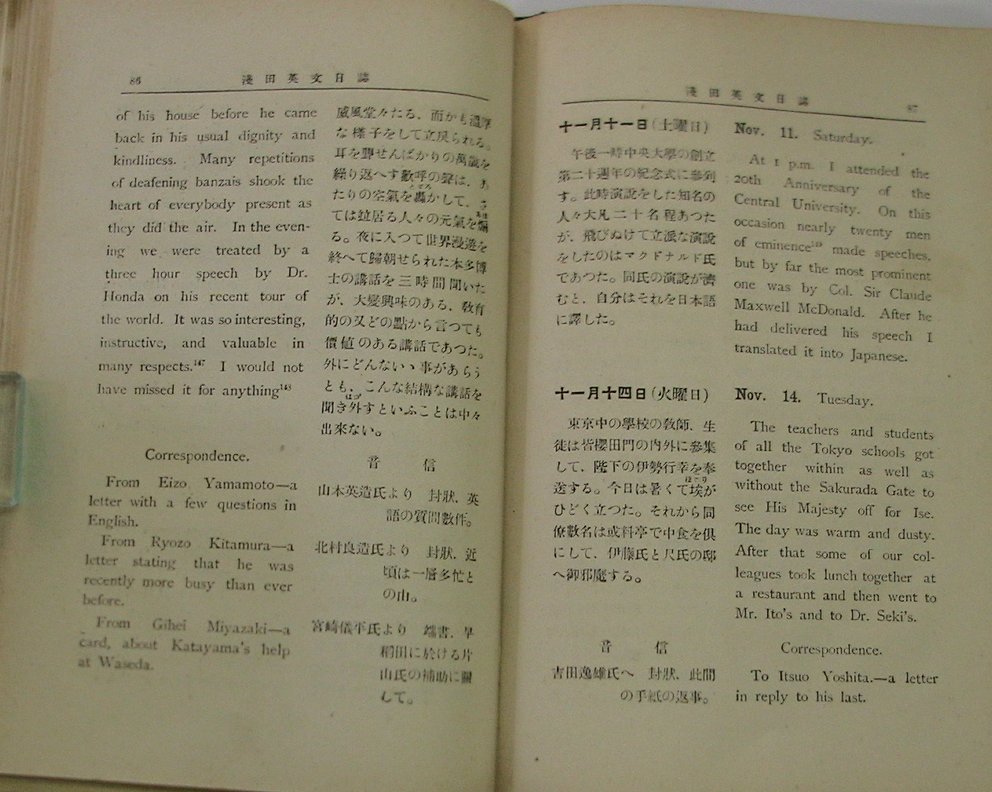 86
淺田英文日誌
of his house before he came
back in his usual dignity and
kindliness. Many repetitions
of deafening banzais shook the
heart of everybody present as
they did the air. In the even-
ing we were treated by a
three hour speech by Dr.
Honda on his recent tour of
the world. It was so interesting,
instructive, and valuable in
many respects.147 I would not
have missed it for anything148
威風堂々たる、而かも溫厚
な樣子をして立戾られる。
耳を聾せんばかりの萬歲を
繰り返へす歡呼の聲は、あ
たりの空氣を轟かして、さ
ては竝居る人々の元氣を煽
る。夜に入つて世界漫遊を
終へて歸朝せられた本多博
士の講話を三時間聞いた
が、大變興味のある、敎育
的の又どの點から言つても
價値のある講話であつた。
外にどんないゝ事があらう
とも、こんな結構な講話を
聞き外すといふことは中々
出來ない。
Correspondence.
From Eizo Yamamoto—a
letter with a few questions in
English.
From Ryozo Kitamura—a
letter stating that he was
recently more busy than ever
before.
From Gihei Miyazaki—a
card, about Katayama's help
at Waseda.
音信
山本英造氏より 封狀、英
語の質問數件。
北村良造氏より 封狀、近
頃は一層多忙と
の由。
宮崎儀平氏より 端書、早
稻田に於ける片
山氏の補助に關
して。
淺田英文日誌
87
十一月十一日(土曜日)
午後一時中央大學の創立
第二十週年の紀念式に參列
す。此時演說をした知名の
人々大凡二十名程あつた
が、飛びぬけて立派な演說
をしたのはマクドナルド氏
であつた。同氏の演說が濟
むと、自分はそれを日本語
に譯した。
Nov. 11. Saturday.
At 1 p.m. I attended the
20th Anniversary of the
Central University. On this
occasion nearly twenty men
of eminence made speeches,
but by far the most prominent
one was by Col. Sir Claude
Maxwell McDonald. After he
had delivered his speech I
translated it into Japanese.
十一月十四日(火曜日)
東京中の學校の敎師、生
徒は皆櫻田門の內外に參集
して、陛下の伊勢行幸を奉
送する。今日は暑くて埃が
ひどく立つた。それから同
僚數名は或料亭で中食を俱
にして、伊藤氏と尺氏の邸
へ御邪魔する。
Nov. 14. Tuesday.
The teachers and students
of all the Tokyo schools got
together within as well as
without the Sakurada Gate to
see His Majesty off for Ise.
The day was warm and dusty.
After that some of our col-
leagues took lunch together at
a restaurant and then went to
Mr. Ito's and to Dr. Seki's.
音信
吉田逸雄氏へ 封狀、此間
の手紙の返事。
Correspondence.
To Itsuo Yoshita.—a letter
in reply to his last.